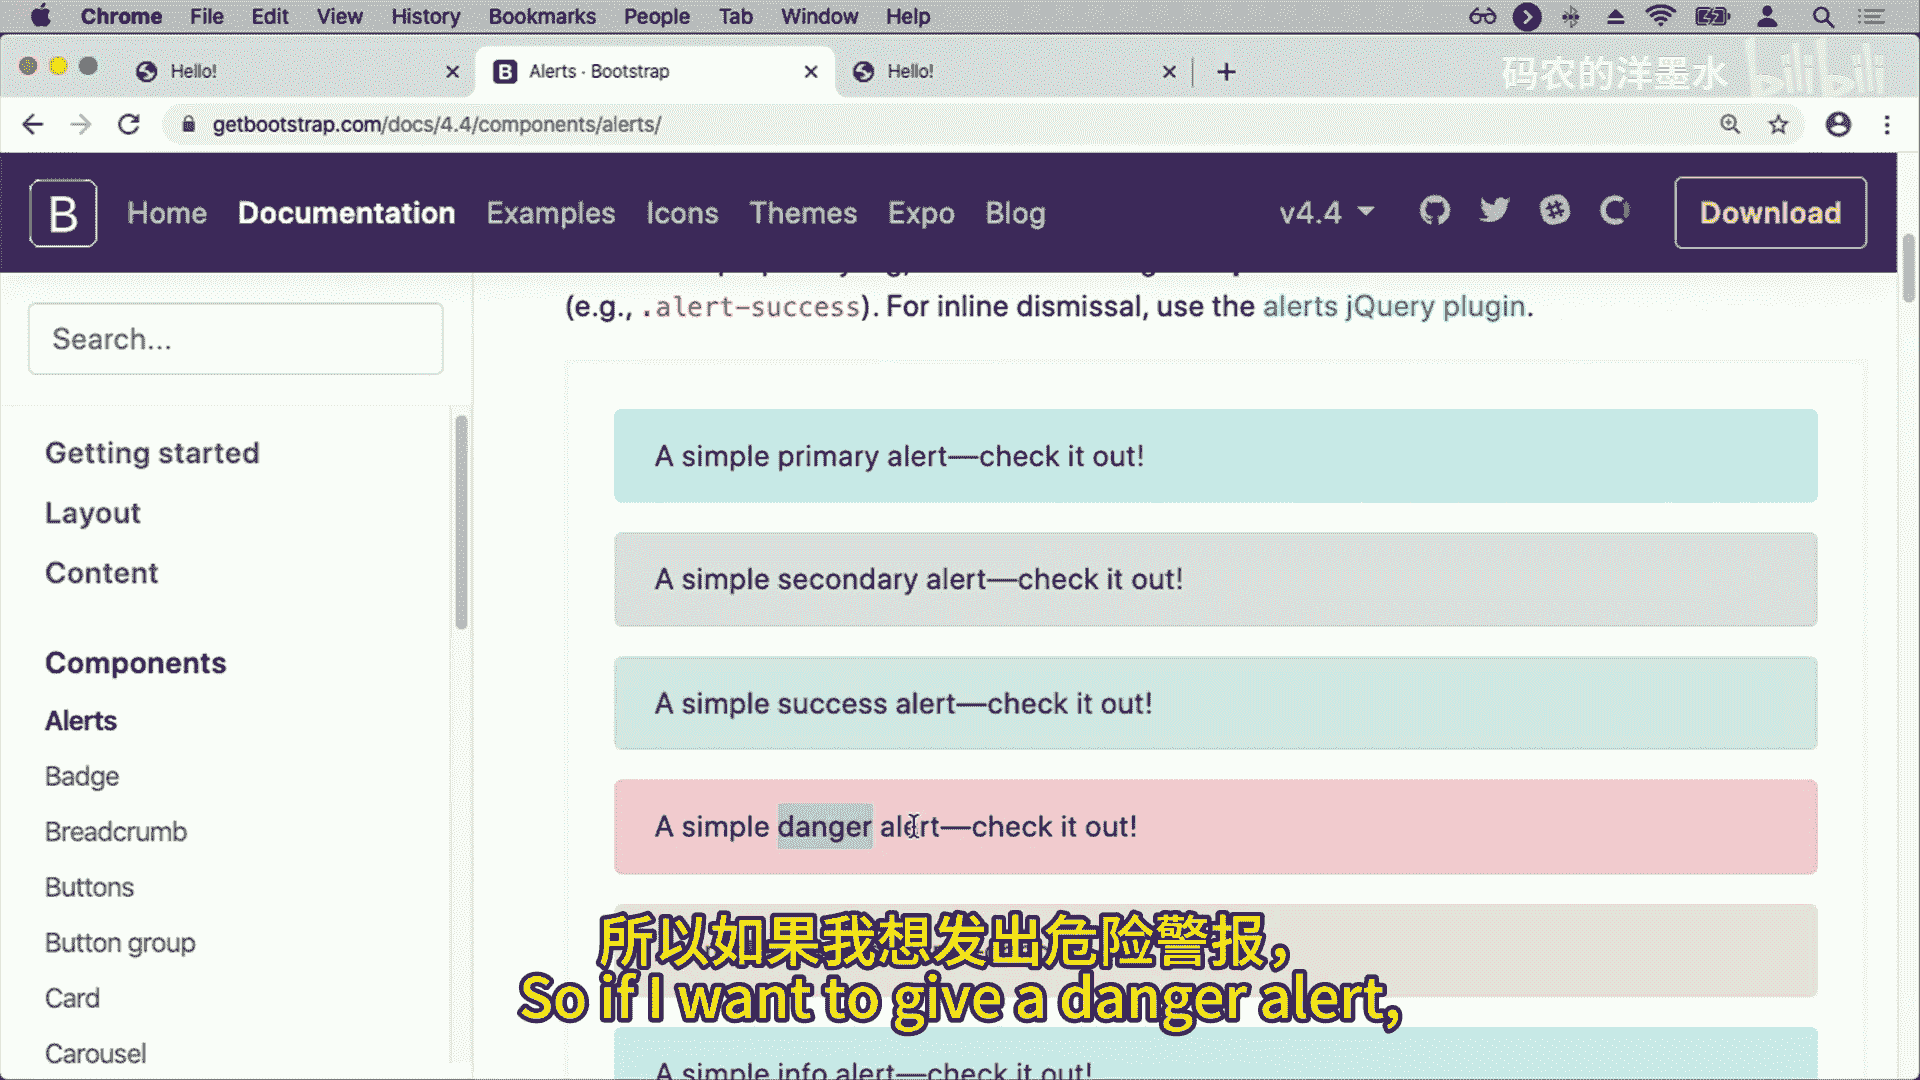 Chrome File Edit View History Bookmarks People Tab Window Help
Hello!
Alerts · Bootstrap
Hello!
码农的洋墨水 bilibili
getbootstrap.com/docs/4.4/components/alerts/
B Home Documentation Examples Icons Themes Expo Blog v4.4 Download
(e.g., .alert-success). For inline dismissal, use the alerts jQuery plugin.
Search...
Getting started
Layout
Content
Components
Alerts
Badge
Breadcrumb
Buttons
Button group
Card
Carousel
A simple primary alert—check it out!
A simple secondary alert—check it out!
A simple success alert—check it out!
A simple danger alert—check it out!
所以如果我想发出危险警报，
So if I want to give a danger alert,
A simple info alert—check it out!